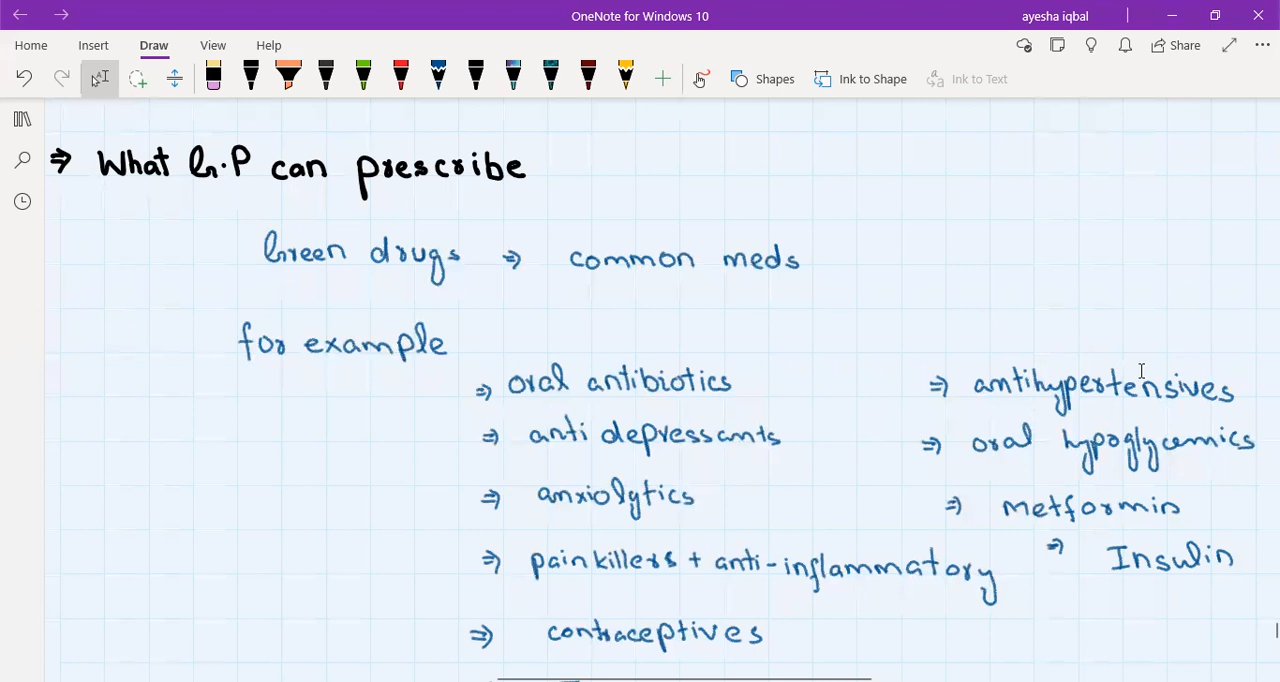 OneNote for Windows 10
ayesha iqbal
Home Insert Draw View Help
Share
Shapes Ink to Shape Ink to Text
⇒ What G.P can prescribe
Green drugs ⇒ common meds
for example
⇒ oral antibiotics
⇒ antihypertensives
⇒ anti depressants
⇒ oral hypoglycemics
⇒ anxiolytics
⇒ metformin
⇒ painkillers + anti-inflammatory
⇒ Insulin
⇒ contraceptives